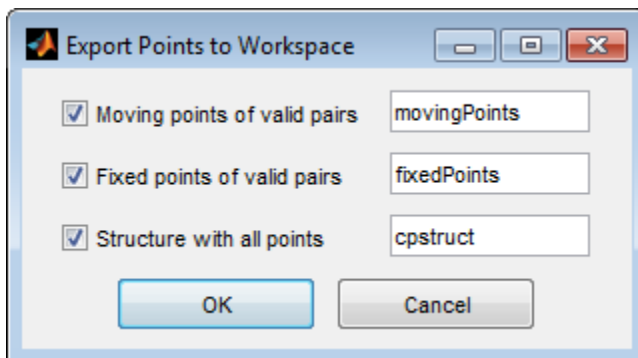 Export Points to Workspace
Moving points of valid pairs movingPoints
Fixed points of valid pairs fixedPoints
Structure with all points cpstruct
OK Cancel